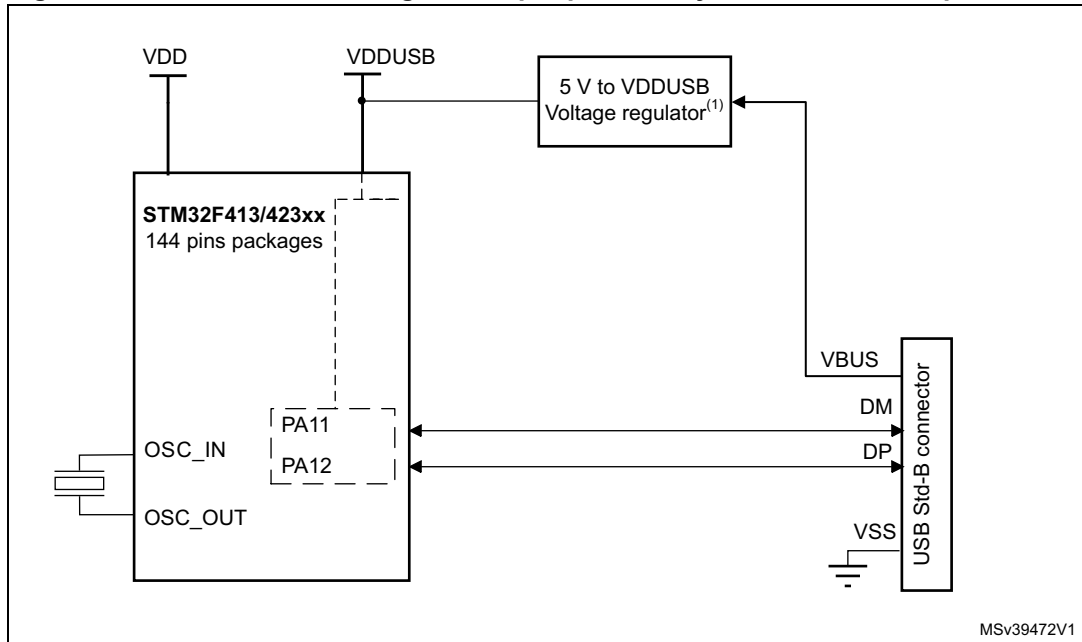 VDD
VDDUSB
5 V to VDDUSB
Voltage regulator(1)
STM32F413/423xx
144 pins packages
VBUS
DM
PA11
DP
OSC_IN
PA12
OSC_OUT
VSS
USB Std-B connector
MSv39472V1